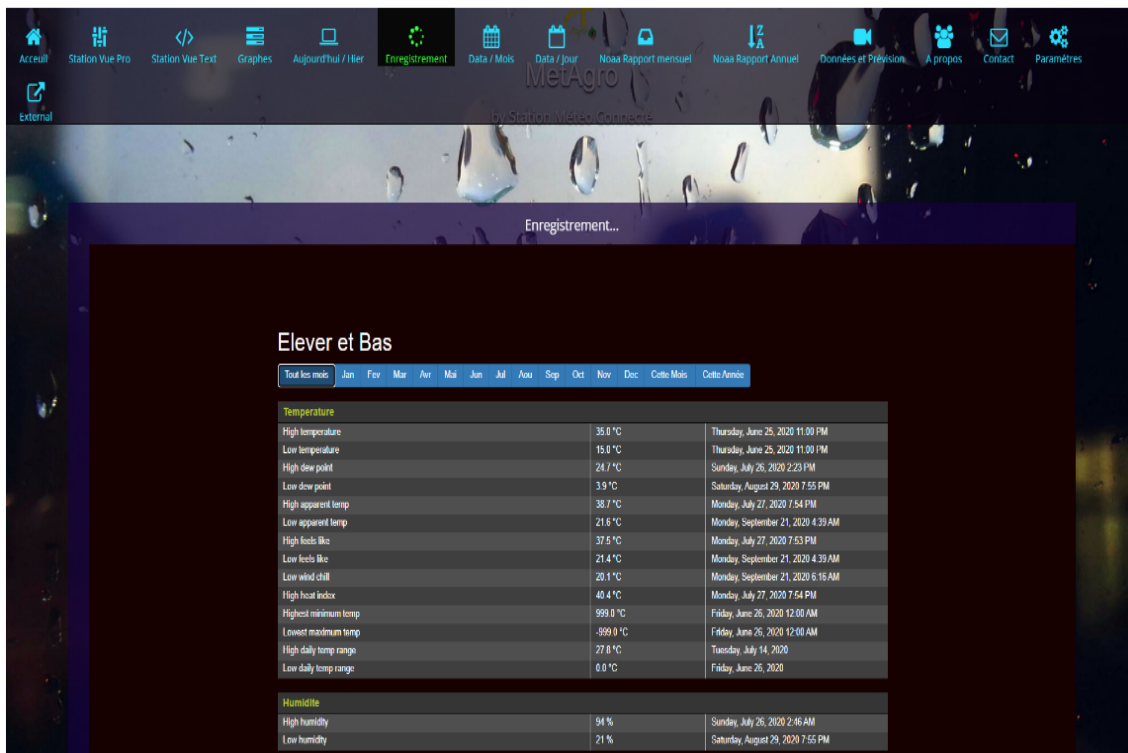 Acceuil Station Vue Pro Station Vue Text Graphes Aujourd'hui / Hier Enregistrement Data / Mois Data / Jour Noaa Rapport mensuel Noaa Rapport Annuel Données et Prévision A propos Contact Paramètres
External
MetAgro
by Station Méteo Connecte
Enregistrement...
Elever et Bas
Tout les mois Jan Fev Mar Avr Mai Jun Jul Aou Sep Oct Nov Dec Cette Mois Cette Année
Temperature
High temperature 35.0 °C Thursday, June 25, 2020 11:00 PM
Low temperature 15.0 °C Thursday, June 25, 2020 11:00 PM
High dew point 24.7 °C Sunday, July 26, 2020 2:23 PM
Low dew point 3.9 °C Saturday, August 29, 2020 7:55 PM
High apparent temp 38.7 °C Monday, July 27, 2020 7:54 PM
Low apparent temp 21.6 °C Monday, September 21, 2020 4:39 AM
High feels like 37.5 °C Monday, July 27, 2020 7:53 PM
Low feels like 21.4 °C Monday, September 21, 2020 4:39 AM
Low wind chill 20.1 °C Monday, September 21, 2020 6:16 AM
High heat index 40.4 °C Monday, July 27, 2020 7:54 PM
Highest minimum temp 999.0 °C Friday, June 26, 2020 12:00 AM
Lowest maximum temp -999.0 °C Friday, June 26, 2020 12:00 AM
High daily temp range 27.8 °C Tuesday, July 14, 2020
Low daily temp range 0.0 °C Friday, June 26, 2020
Humidite
High humidity 94 % Sunday, July 26, 2020 2:46 AM
Low humidity 21 % Saturday, August 29, 2020 7:55 PM